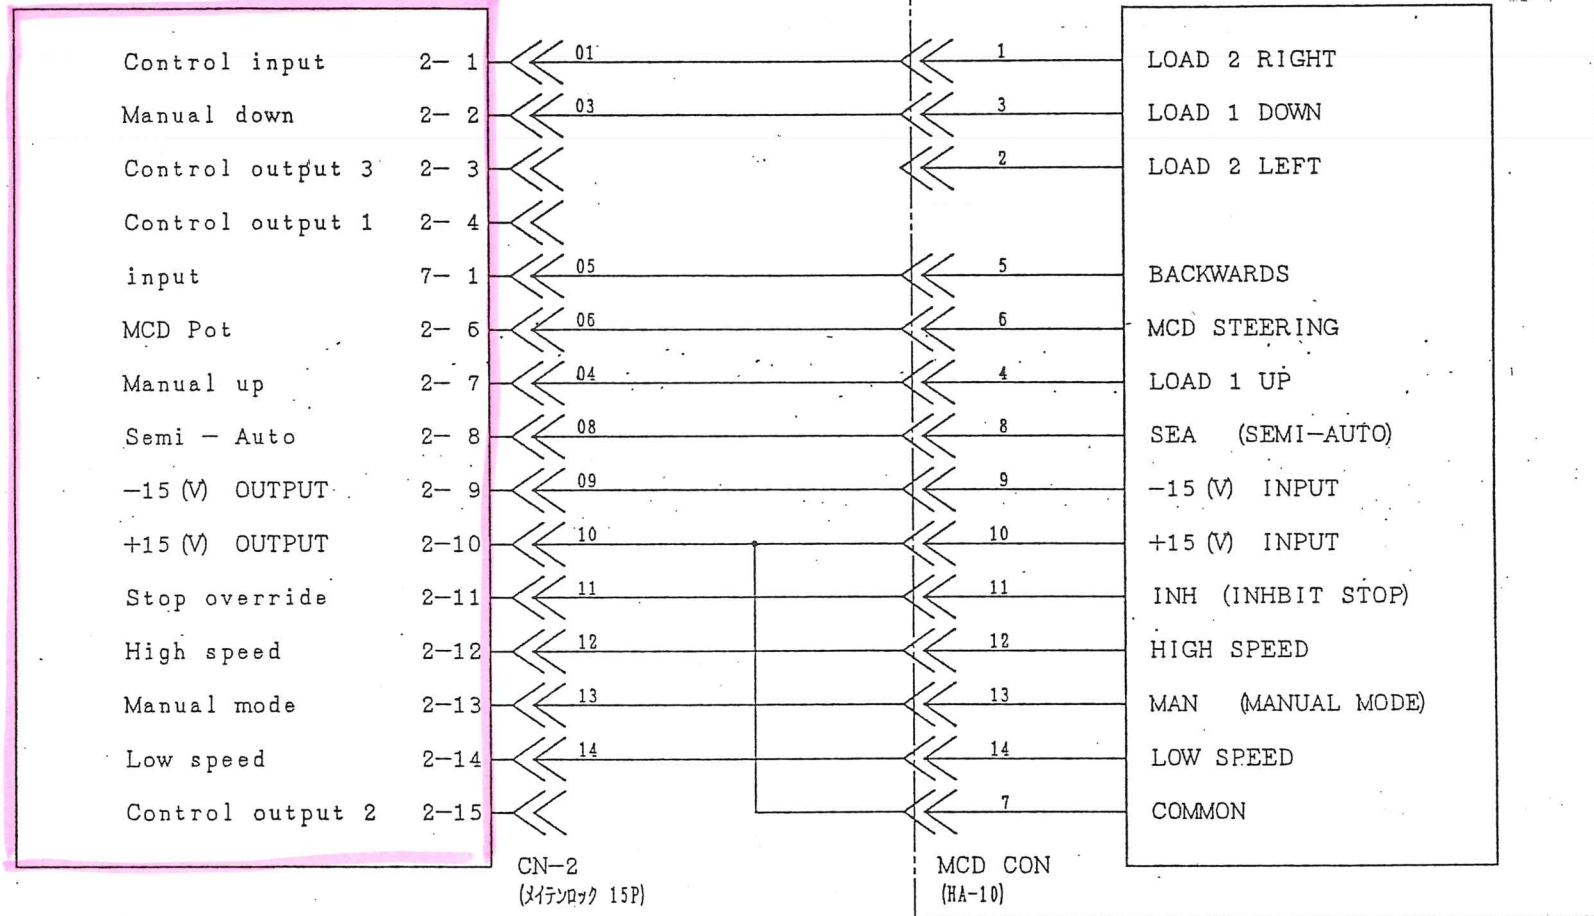 Control input 2- 1 01 1 LOAD 2 RIGHT
Manual down 2- 2 03 3 LOAD 1 DOWN
Control output 3 2- 3 2 LOAD 2 LEFT
Control output 1 2- 4
input 7- 1 05 5 BACKWARDS
MCD Pot 2- 6 06 6 MCD STEERING
Manual up 2- 7 04 4 LOAD 1 UP
Semi - Auto 2- 8 08 8 SEA (SEMI-AUTO)
-15 (V) OUTPUT 2- 9 09 9 -15 (V) INPUT
+15 (V) OUTPUT 2-10 10 10 +15 (V) INPUT
Stop override 2-11 11 11 INH (INHBIT STOP)
High speed 2-12 12 12 HIGH SPEED
Manual mode 2-13 13 13 MAN (MANUAL MODE)
Low speed 2-14 14 14 LOW SPEED
Control output 2 2-15 7 COMMON
CN-2 MCD CON
(メイテンロック 15P) (HA-10)